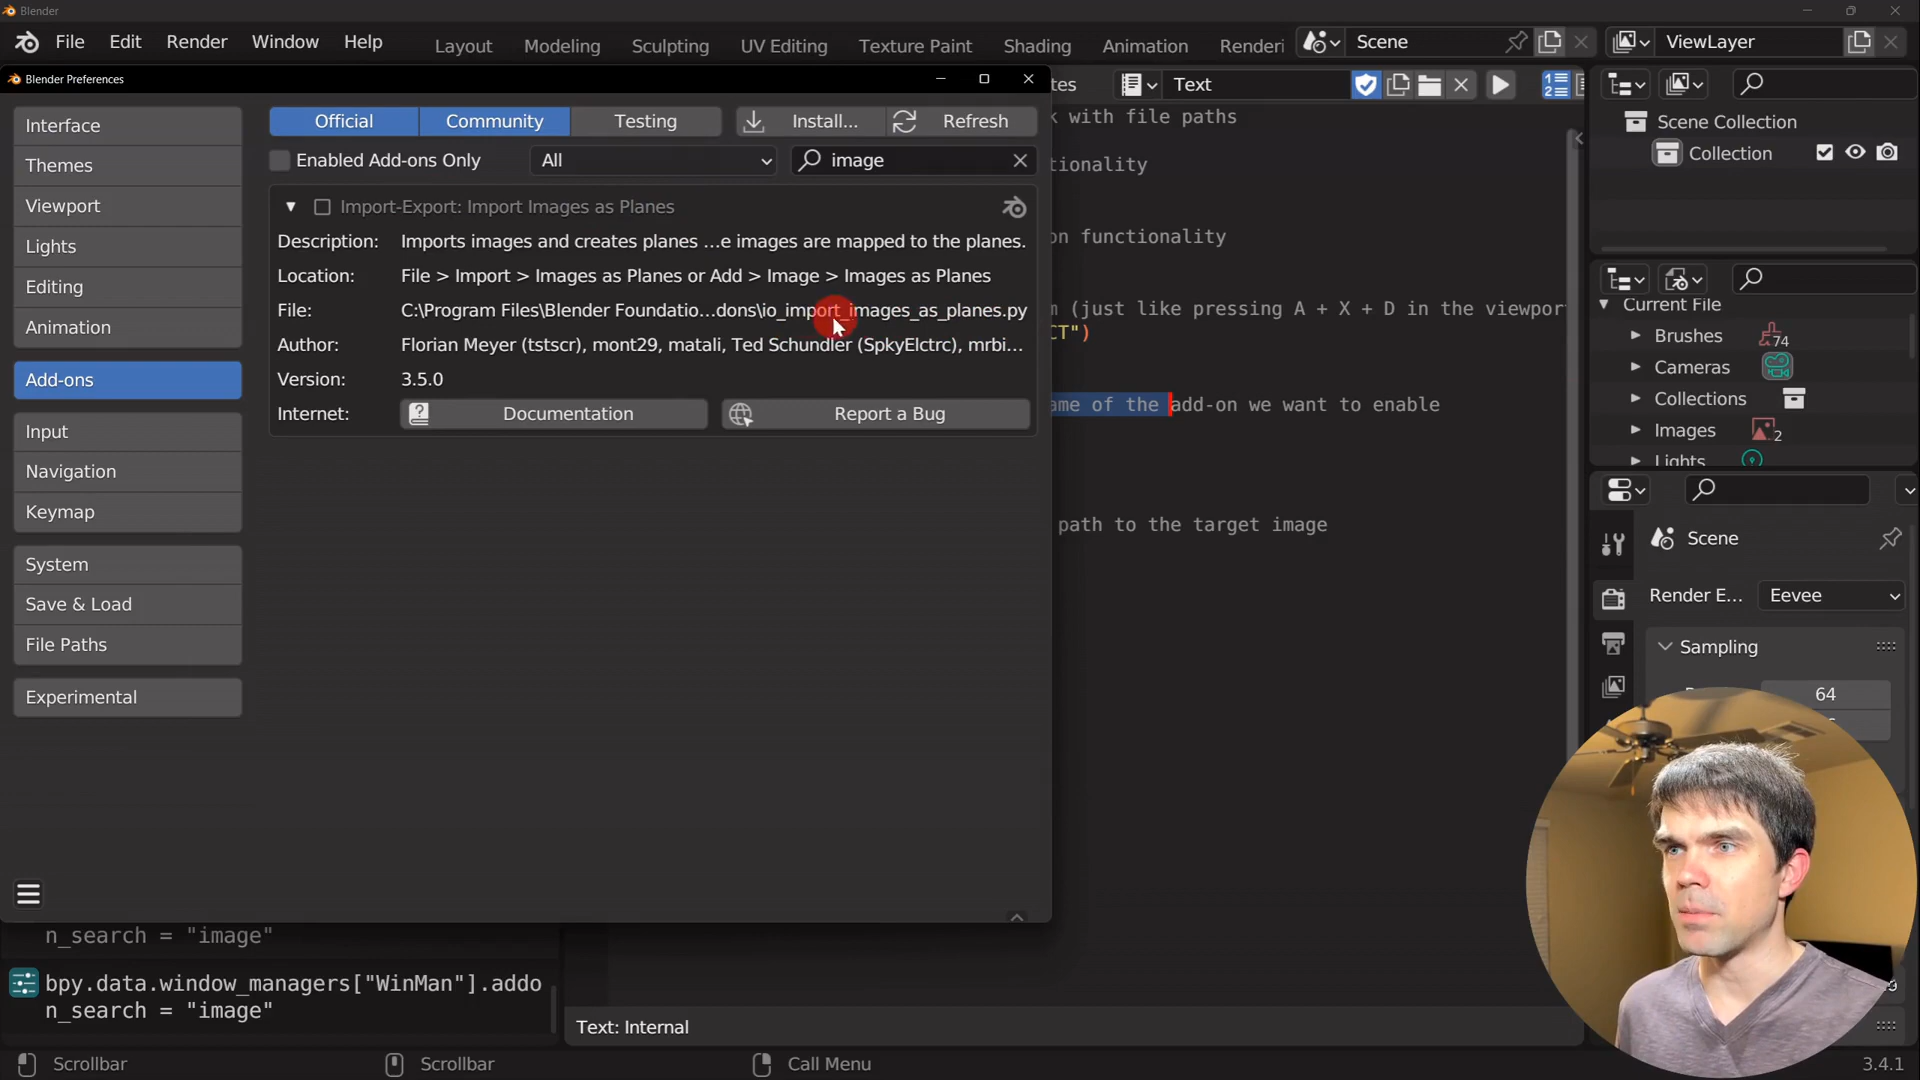 Blender
File Edit Render Window Help Layout Modeling Sculpting UV Editing Texture Paint Shading Animation Renderi Scene ViewLayer
Blender Preferences
tes Text
Interface
Themes
Viewport
Lights
Editing
Animation
Add-ons
Input
Navigation
Keymap
System
Save & Load
File Paths
Experimental
Official Community Testing Install... Refresh
Enabled Add-ons Only All image
Import-Export: Import Images as Planes
Description: Imports images and creates planes ...e images are mapped to the planes.
Location: File > Import > Images as Planes or Add > Image > Images as Planes
File: C:\Program Files\Blender Foundatio...dons\io_import_images_as_planes.py
Author: Florian Meyer (tstscr), mont29, matali, Ted Schundler (SpkyElctrc), mrbi...
Version: 3.5.0
Internet: Documentation Report a Bug
k with file paths
tionality
on functionality
m (just like pressing A + X + D in the viewpor
CT")
ame of the add-on we want to enable
path to the target image
n_search = "image"
bpy.data.window_managers["WinMan"].addo
n_search = "image"
Text: Internal
Scene Collection
Collection
Current File
Brushes 74
Cameras
Collections
Images 2
Lights
Scene
Render E... Eevee
Sampling
64
Scrollbar Scrollbar Call Menu 3.4.1